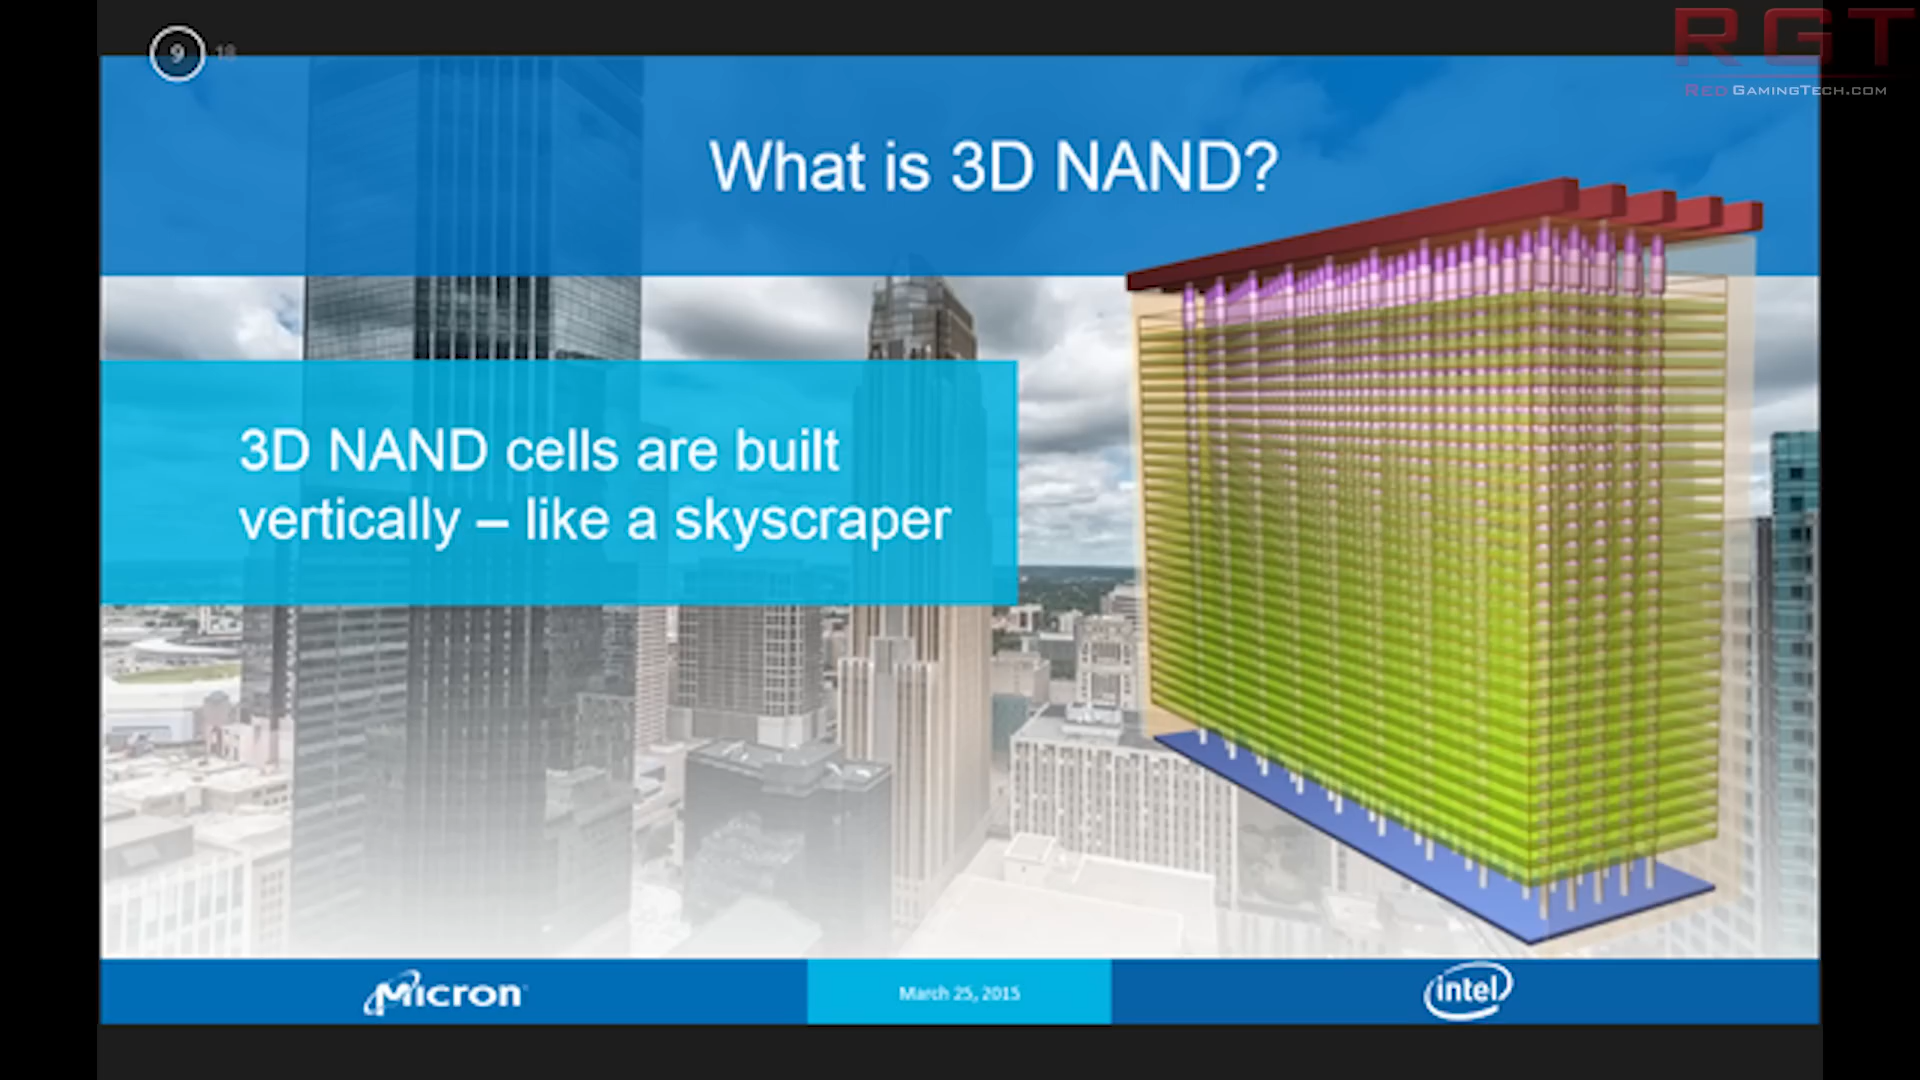 9 18
RGT
RED GAMINGTECH.COM
What is 3D NAND?
3D NAND cells are built
vertically – like a skyscraper
Micron
March 25, 2015
intel